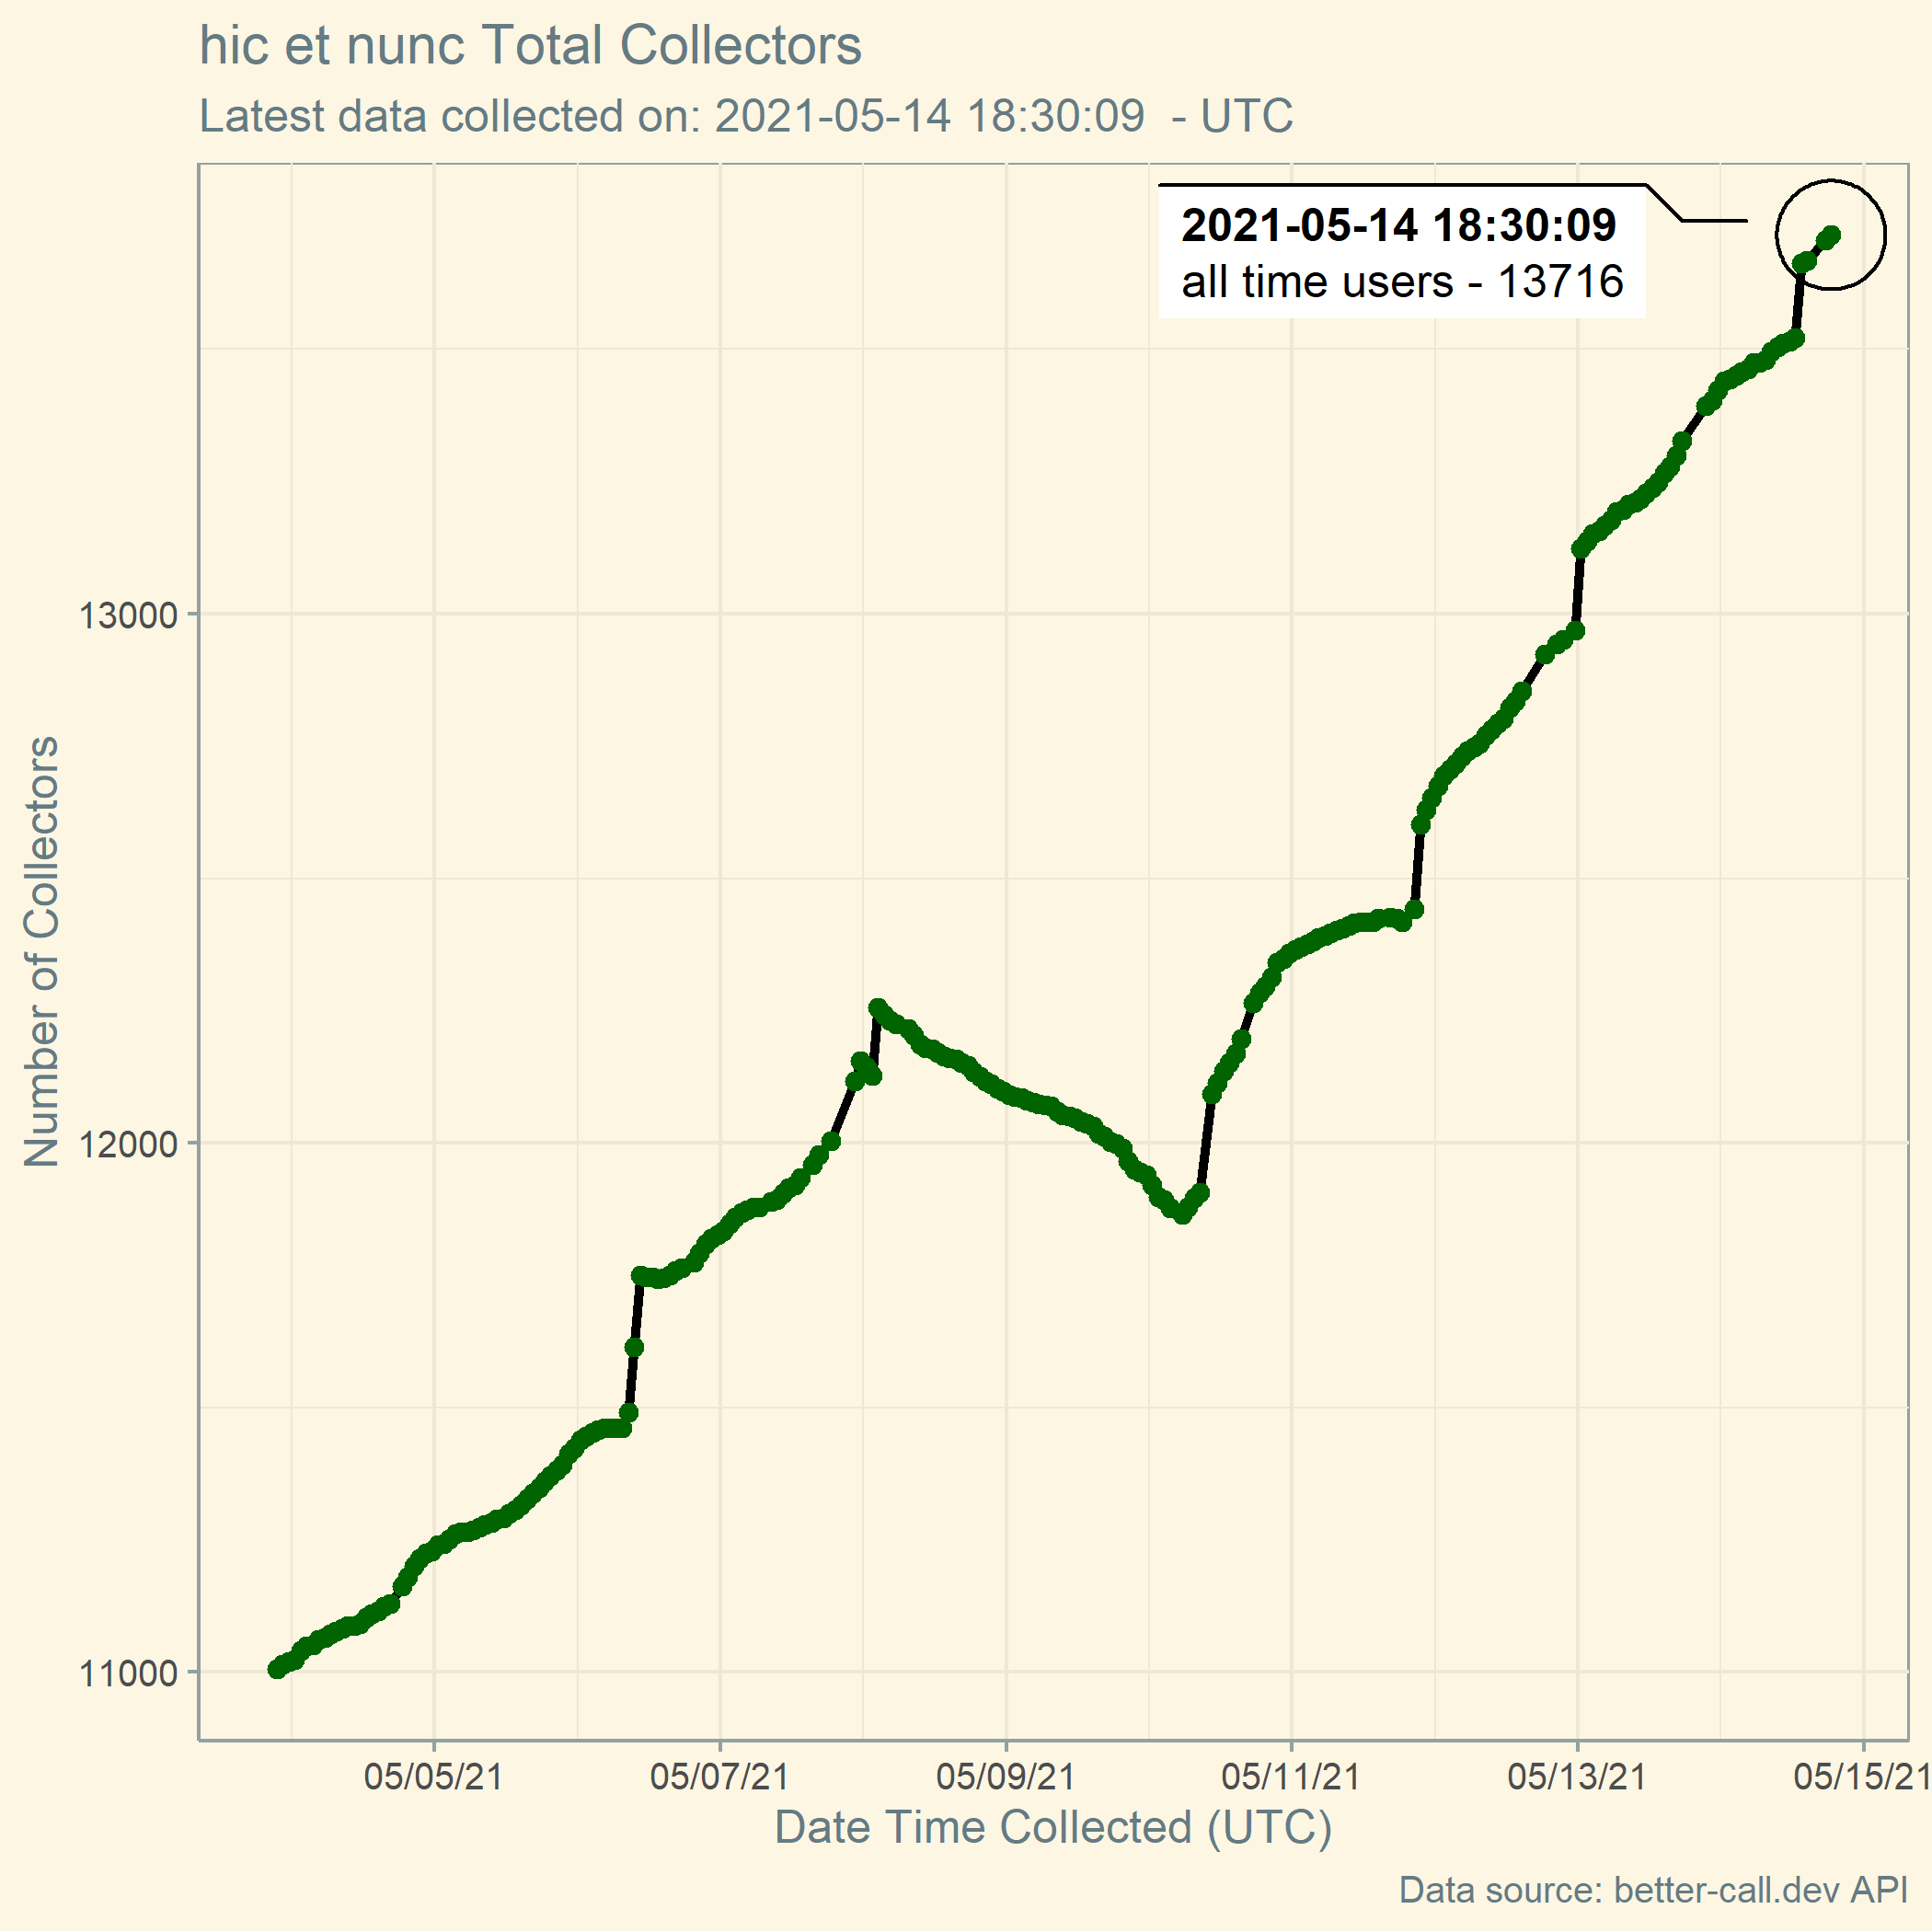 hic et nunc Total Collectors
Latest data collected on: 2021-05-14 18:30:09  - UTC
2021-05-14 18:30:09
all time users - 13716
Number of Collectors
13000
12000
11000
05/05/21
05/07/21
05/09/21
05/11/21
05/13/21
05/15/21
Date Time Collected (UTC)
Data source: better-call.dev API